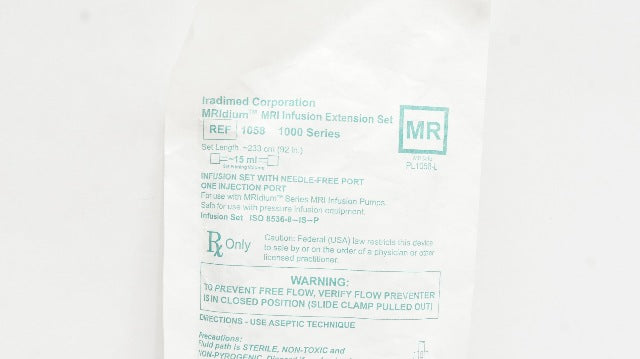 Iradimed Corporation
MRidium™ MRI Infusion Extension Set
REF 1058 1000 Series
MR
MR Safe
PL1058-L
Set Length ~233 cm (92 in.)
~15 ml
INFUSION SET WITH NEEDLE-FREE PORT
ONE INJECTION PORT
For use with MRidium™ Series MRI Infusion Pumps.
Safe for use with pressure infusion equipment.
Infusion Set ISO 8536-8-IS-P
Rx Only
Caution: Federal (USA) law restricts this device
to sale by or on the order of a physician or other
licensed practitioner.
WARNING:
TO PREVENT FREE FLOW, VERIFY FLOW PREVENTER
IS IN CLOSED POSITION (SLIDE CLAMP PULLED OUT)
DIRECTIONS - USE ASEPTIC TECHNIQUE
Precautions:
Fluid path is STERILE, NON-TOXIC and
NON-PYROGENIC.